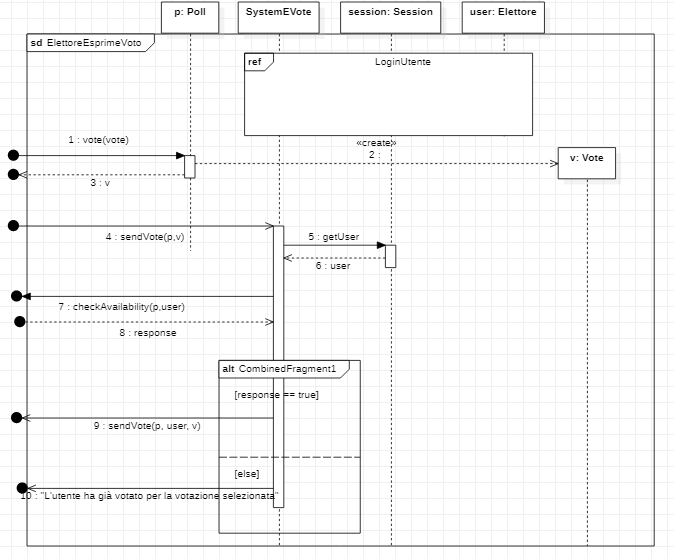 p: Poll
SystemEVote
session: Session
user: Elettore
sd ElettoreEsprimeVoto
ref
LoginUtente
1 : vote(vote)
«create»
2 :
v: Vote
3 : v
4 : sendVote(p,v)
5 : getUser
6 : user
7 : checkAvailability(p,user)
8 : response
alt CombinedFragment1
[response == true]
9 : sendVote(p, user, v)
[else]
10 : "L'utente ha già votato per la votazione selezionata"